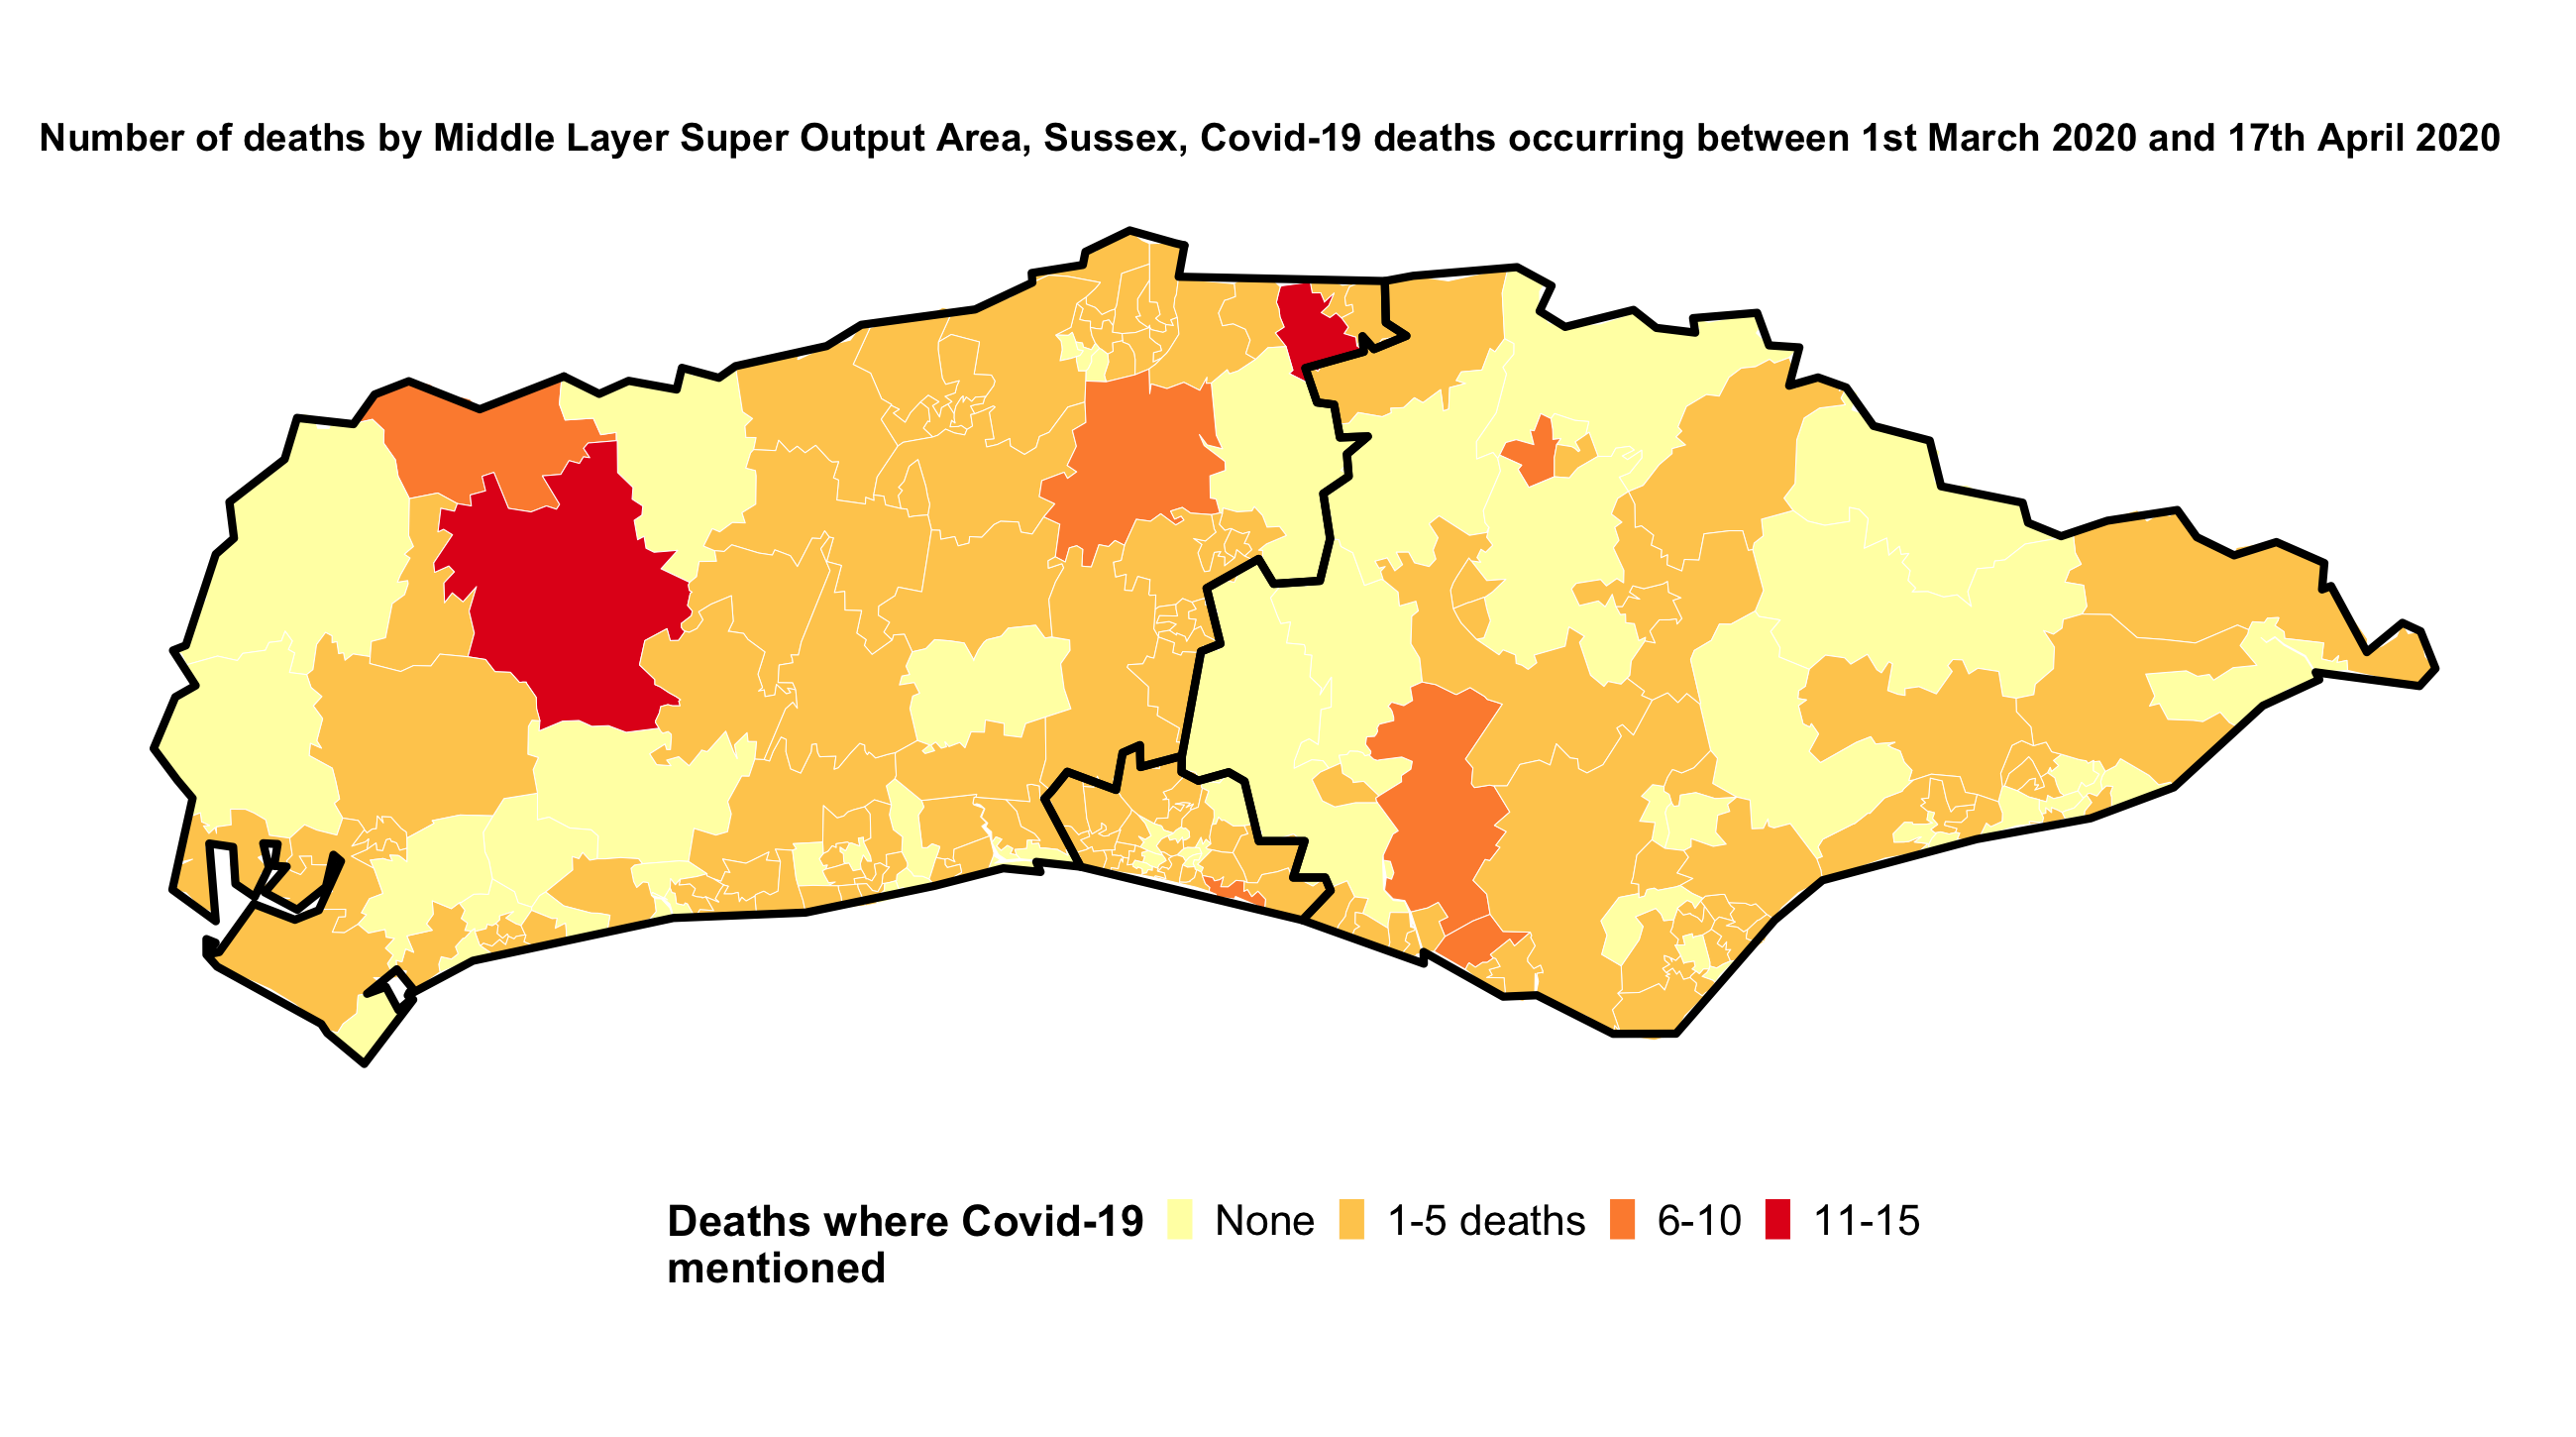 Number of deaths by Middle Layer Super Output Area, Sussex, Covid-19 deaths occurring between 1st March 2020 and 17th April 2020
Deaths where Covid-19 mentioned
None
1-5 deaths
6-10
11-15